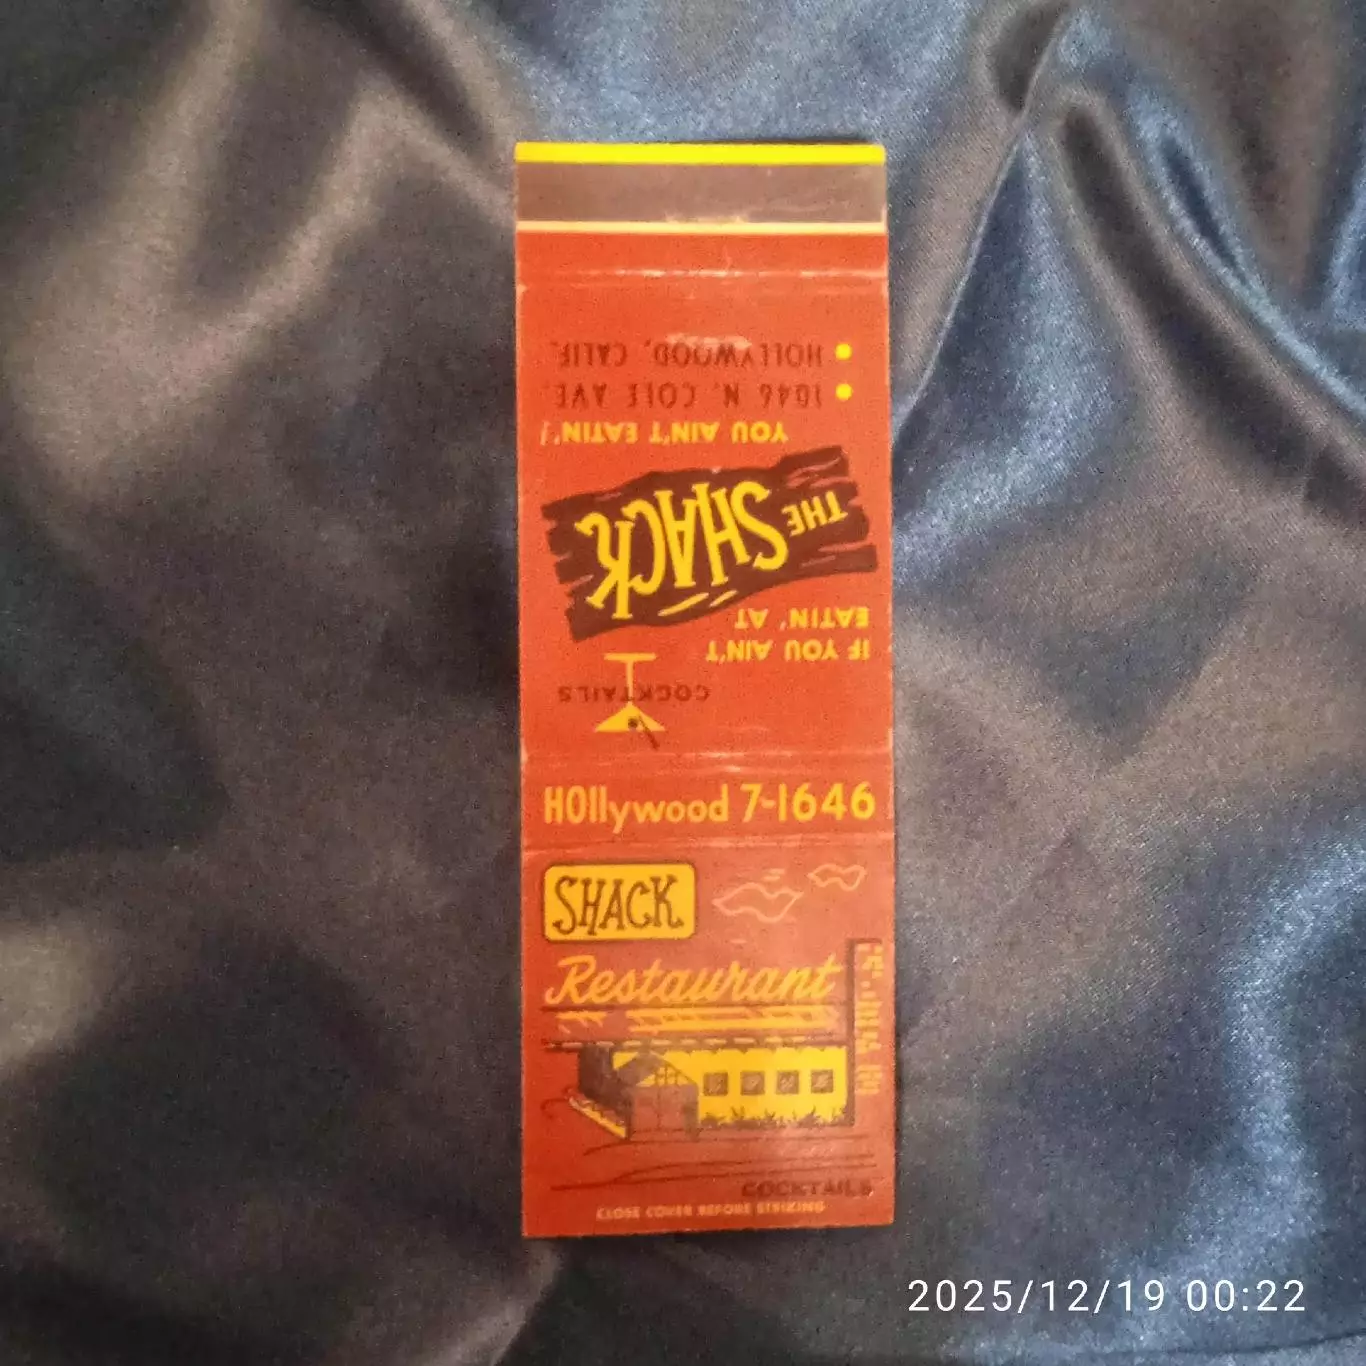 HOLLYWOOD, CALIF.
1046 N. COLE AVE.
YOU AIN'T EATIN'!
THE SHACK
IF YOU AIN'T
EATIN' AT
COCKTAILS
HOllywood 7-1646
SHACK
Restaurant
COCKTAILS
CLOSE COVER BEFORE STRIKING
2025/12/19 00:22